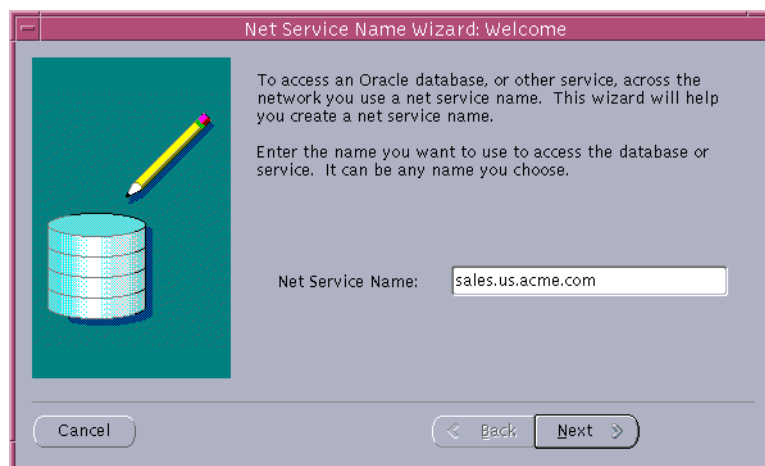 Net Service Name Wizard: Welcome
To access an Oracle database, or other service, across the
network you use a net service name. This wizard will help
you create a net service name.
Enter the name you want to use to access the database or
service. It can be any name you choose.
Net Service Name: sales.us.acme.com
Cancel Back Next